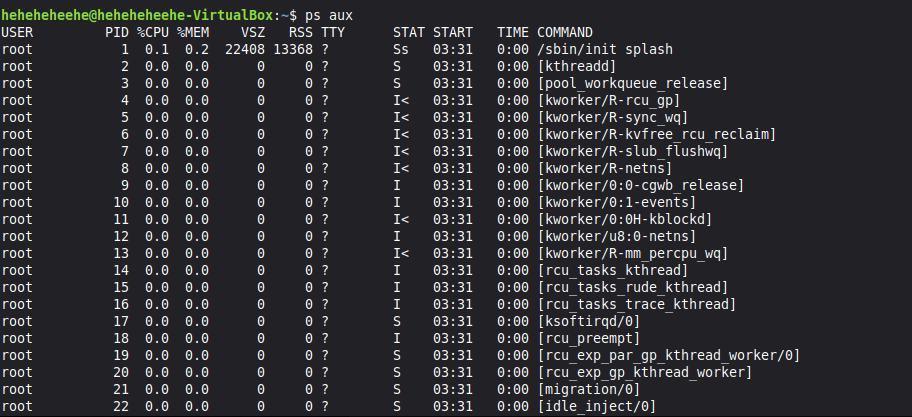 heheheheehe@heheheheehe-VirtualBox:~$ ps aux
USER PID %CPU %MEM VSZ RSS TTY STAT START TIME COMMAND
root 1 0.1 0.2 22408 13368 ? Ss 03:31 0:00 /sbin/init splash
root 2 0.0 0.0 0 0 ? S 03:31 0:00 [kthreadd]
root 3 0.0 0.0 0 0 ? S 03:31 0:00 [pool_workqueue_release]
root 4 0.0 0.0 0 0 ? I< 03:31 0:00 [kworker/R-rcu_gp]
root 5 0.0 0.0 0 0 ? I< 03:31 0:00 [kworker/R-sync_wq]
root 6 0.0 0.0 0 0 ? I< 03:31 0:00 [kworker/R-kvfree_rcu_reclaim]
root 7 0.0 0.0 0 0 ? I< 03:31 0:00 [kworker/R-slub_flushwq]
root 8 0.0 0.0 0 0 ? I< 03:31 0:00 [kworker/R-netns]
root 9 0.0 0.0 0 0 ? I 03:31 0:00 [kworker/0:0-cgwb_release]
root 10 0.0 0.0 0 0 ? I 03:31 0:00 [kworker/0:1-events]
root 11 0.0 0.0 0 0 ? I< 03:31 0:00 [kworker/0:0H-kblockd]
root 12 0.0 0.0 0 0 ? I 03:31 0:00 [kworker/u8:0-netns]
root 13 0.0 0.0 0 0 ? I< 03:31 0:00 [kworker/R-mm_percpu_wq]
root 14 0.0 0.0 0 0 ? I 03:31 0:00 [rcu_tasks_kthread]
root 15 0.0 0.0 0 0 ? I 03:31 0:00 [rcu_tasks_rude_kthread]
root 16 0.0 0.0 0 0 ? I 03:31 0:00 [rcu_tasks_trace_kthread]
root 17 0.0 0.0 0 0 ? S 03:31 0:00 [ksoftirqd/0]
root 18 0.0 0.0 0 0 ? I 03:31 0:00 [rcu_preempt]
root 19 0.0 0.0 0 0 ? S 03:31 0:00 [rcu_exp_par_gp_kthread_worker/0]
root 20 0.0 0.0 0 0 ? S 03:31 0:00 [rcu_exp_gp_kthread_worker]
root 21 0.0 0.0 0 0 ? S 03:31 0:00 [migration/0]
root 22 0.0 0.0 0 0 ? S 03:31 0:00 [idle_inject/0]